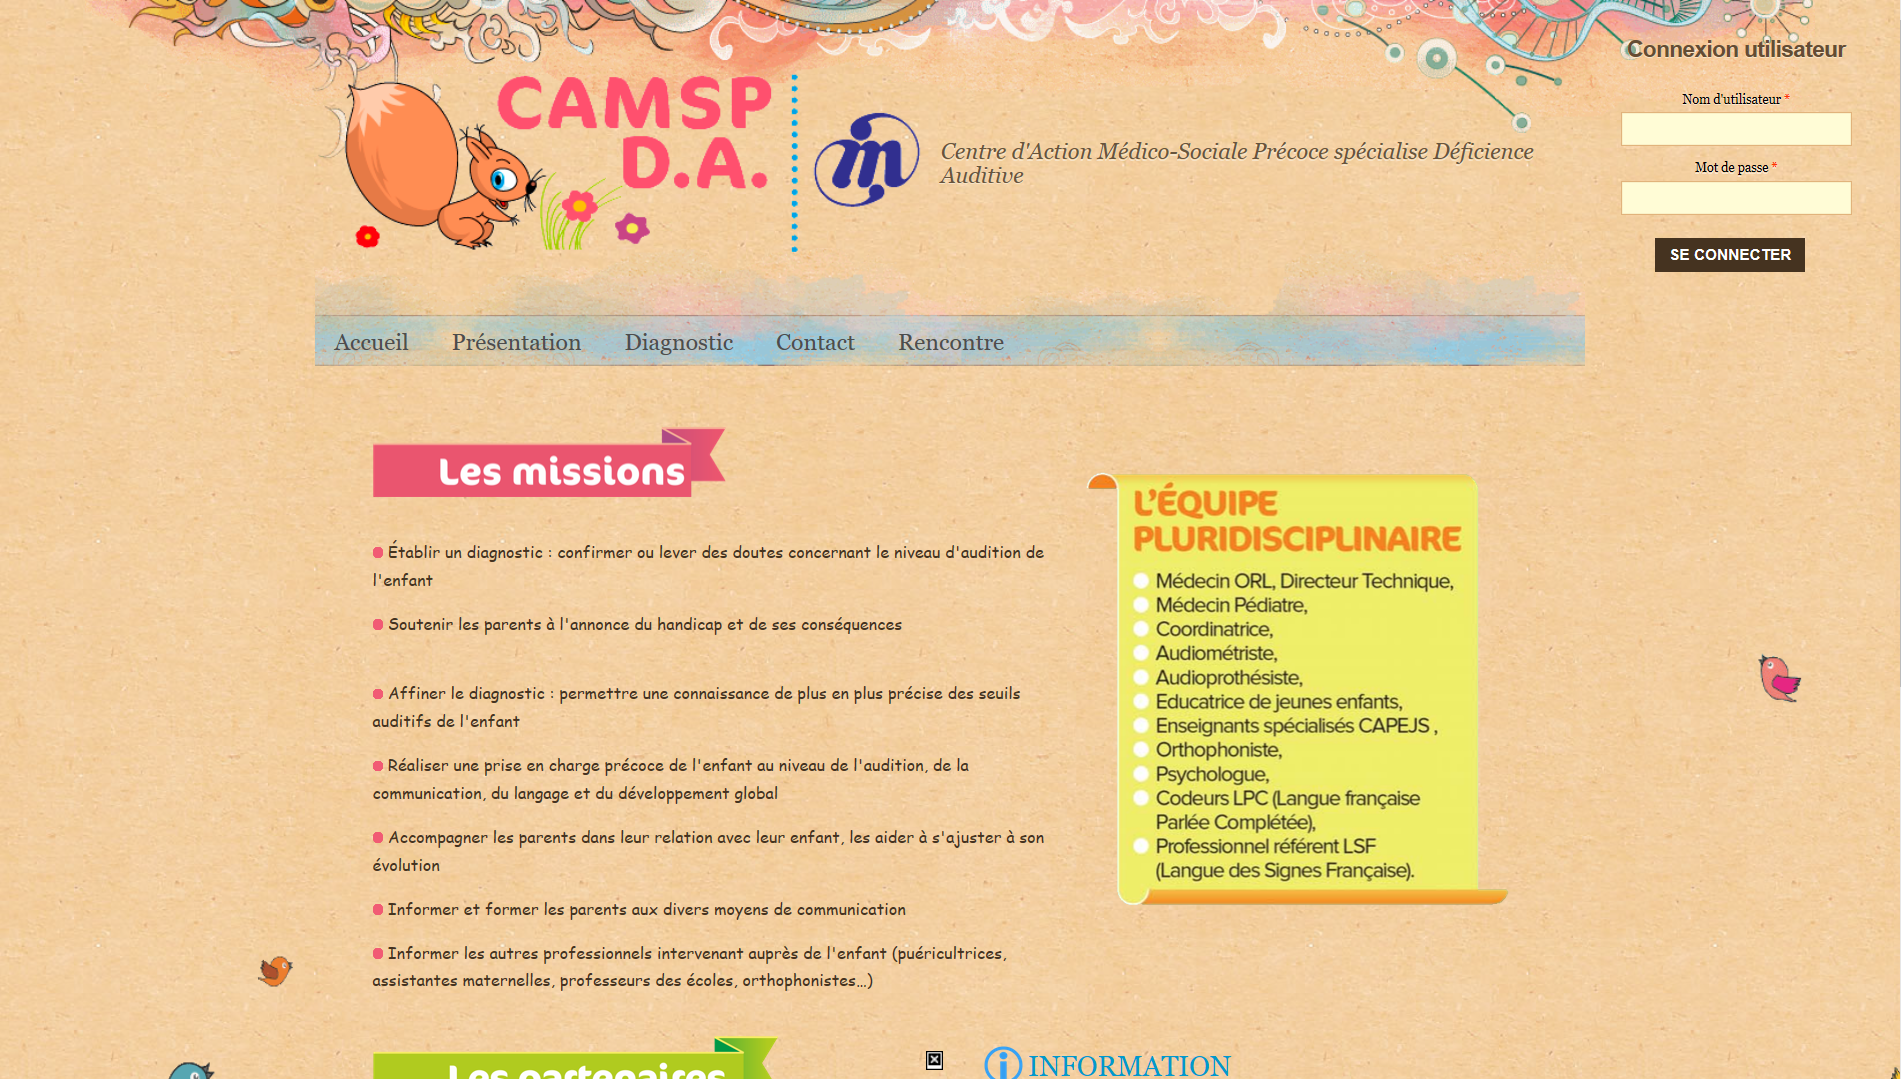 CAMSP
D.A.
Centre d'Action Médico-Sociale Précoce spécialise Déficience
Auditive
Connexion utilisateur
Nom d'utilisateur *
Mot de passe *
SE CONNECTER
Accueil
Présentation
Diagnostic
Contact
Rencontre
Les missions
Établir un diagnostic : confirmer ou lever des doutes concernant le niveau d'audition de
l'enfant
Soutenir les parents à l'annonce du handicap et de ses conséquences
Affiner le diagnostic : permettre une connaissance de plus en plus précise des seuils
auditifs de l'enfant
Réaliser une prise en charge précoce de l'enfant au niveau de l'audition, de la
communication, du langage et du développement global
Accompagner les parents dans leur relation avec leur enfant, les aider à s'ajuster à son
évolution
Informer et former les parents aux divers moyens de communication
Informer les autres professionnels intervenant auprès de l'enfant (puéricultrices,
assistantes maternelles, professeurs des écoles, orthophonistes...)
L'ÉQUIPE
PLURIDISCIPLINAIRE
Médecin ORL, Directeur Technique,
Médecin Pédiatre,
Coordinatrice,
Audiométriste,
Audioprothésiste,
Educatrice de jeunes enfants,
Enseignants spécialisés CAPEJS ,
Orthophoniste,
Psychologue,
Codeurs LPC (Langue française
Parlée Complétée),
Professionnel référent LSF
(Langue des Signes Française).
Les partenaires
INFORMATION